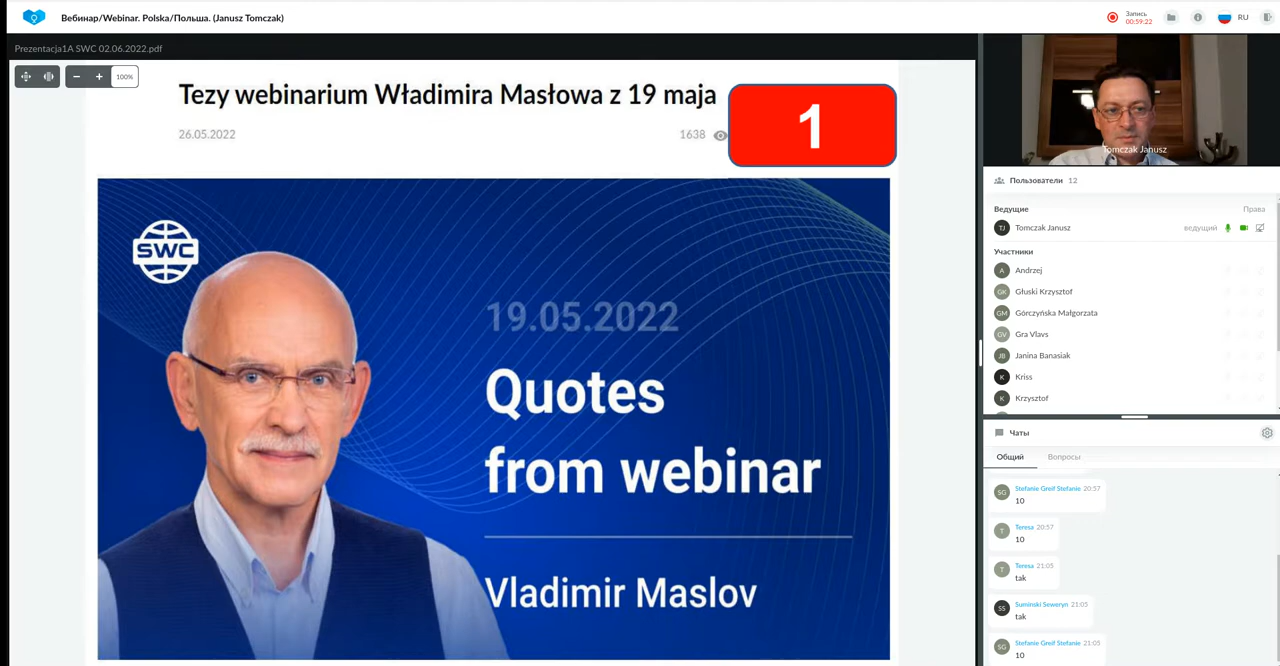 Вебинар/Webinar. Polska/Польша. (Janusz Tomczak)
Запись
00:59:22
RU
Prezentacja1A SWC 02.06.2022.pdf
100%
Tezy webinarium Władimira Masłowa z 19 maja
26.05.2022
1638
1
SWC
19.05.2022
Quotes
from webinar
Vladimir Maslov
Tomczak Janusz
Пользователи 12
Ведущие Права
TJ Tomczak Janusz ведущий
Участники
A Andrzej
GK Głuski Krzysztof
GM Górczyńska Małgorzata
GV Gra Vlavs
JB Janina Banasiak
K Kriss
K Krzysztof
Чаты
Общий Вопросы
SG Stefanie Greif Stefanie 20:57
10
T Teresa 20:57
10
T Teresa 21:05
tak
SS Sumiński Seweryn 21:05
tak
SG Stefanie Greif Stefanie 21:05
10